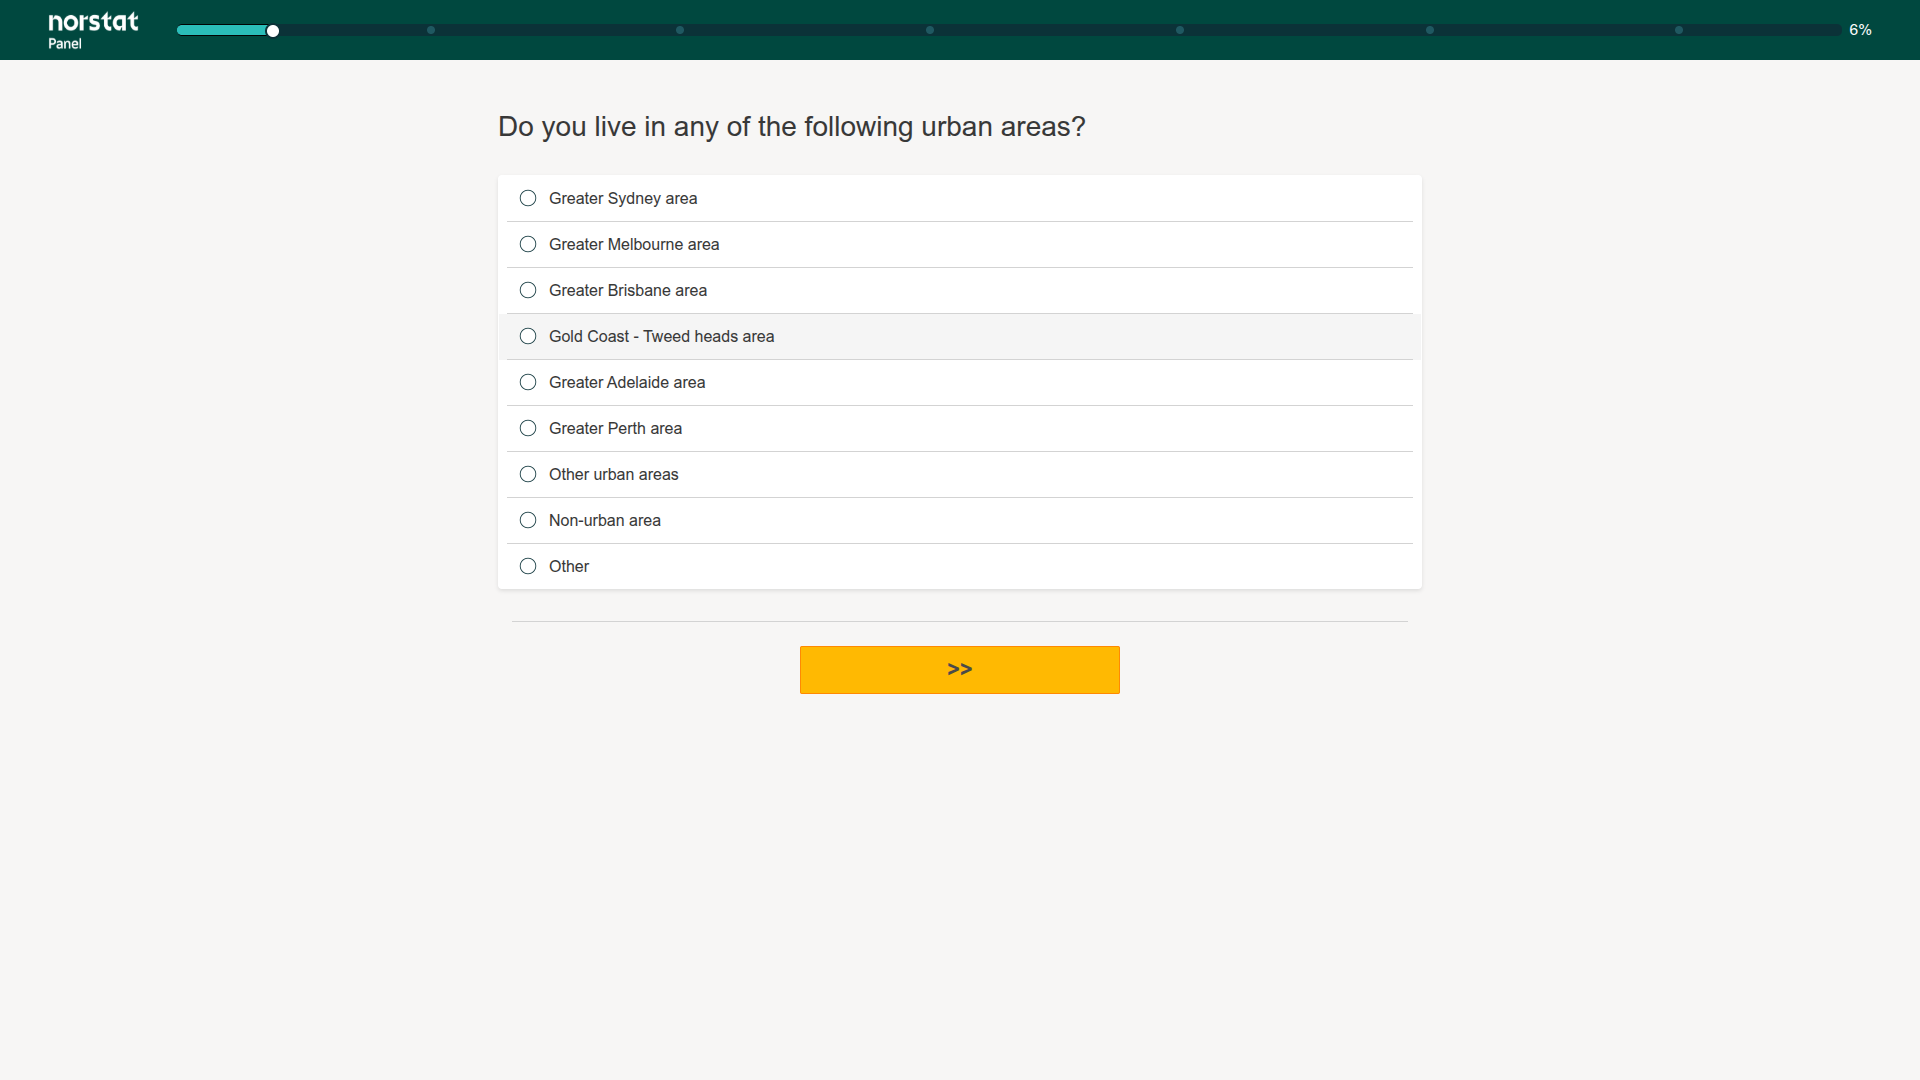 norstat
Panel
6%
Do you live in any of the following urban areas?
Greater Sydney area
Greater Melbourne area
Greater Brisbane area
Gold Coast - Tweed heads area
Greater Adelaide area
Greater Perth area
Other urban areas
Non-urban area
Other
>>